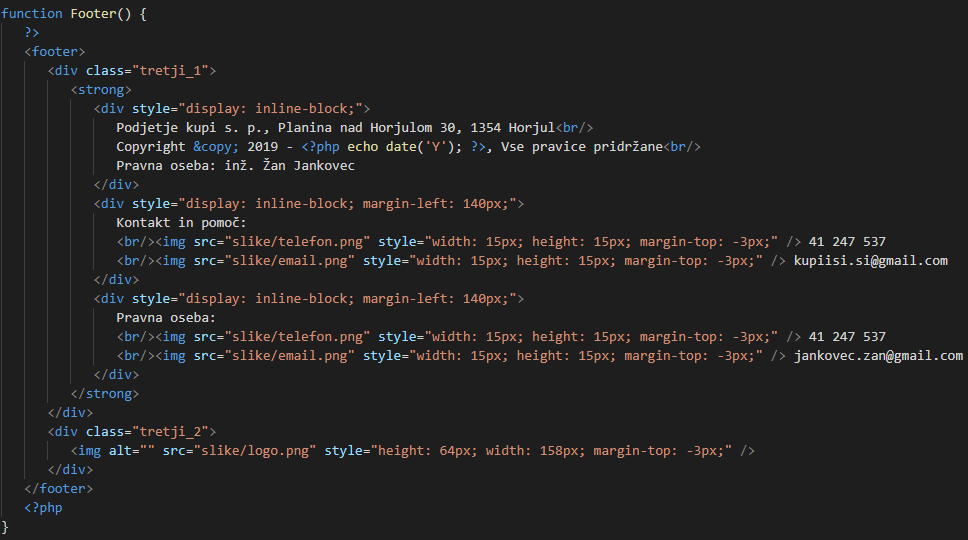 function Footer() {
?>
<footer>
<div class="tretji_1">
<strong>
<div style="display: inline-block;">
Podjetje kupi s. p., Planina nad Horjulom 30, 1354 Horjul<br/>
Copyright &copy; 2019 - <?php echo date('Y'); ?>, Vse pravice pridržane<br/>
Pravna oseba: inž. Žan Jankovec
</div>
<div style="display: inline-block; margin-left: 140px;">
Kontakt in pomoč:
<br/><img src="slike/telefon.png" style="width: 15px; height: 15px; margin-top: -3px;" /> 41 247 537
<br/><img src="slike/email.png" style="width: 15px; height: 15px; margin-top: -3px;" /> kupiisi.si@gmail.com
</div>
<div style="display: inline-block; margin-left: 140px;">
Pravna oseba:
<br/><img src="slike/telefon.png" style="width: 15px; height: 15px; margin-top: -3px;" /> 41 247 537
<br/><img src="slike/email.png" style="width: 15px; height: 15px; margin-top: -3px;" /> jankovec.zan@gmail.com
</div>
</strong>
</div>
<div class="tretji_2">
<img alt="" src="slike/logo.png" style="height: 64px; width: 158px; margin-top: -3px;" />
</div>
</footer>
<?php
}